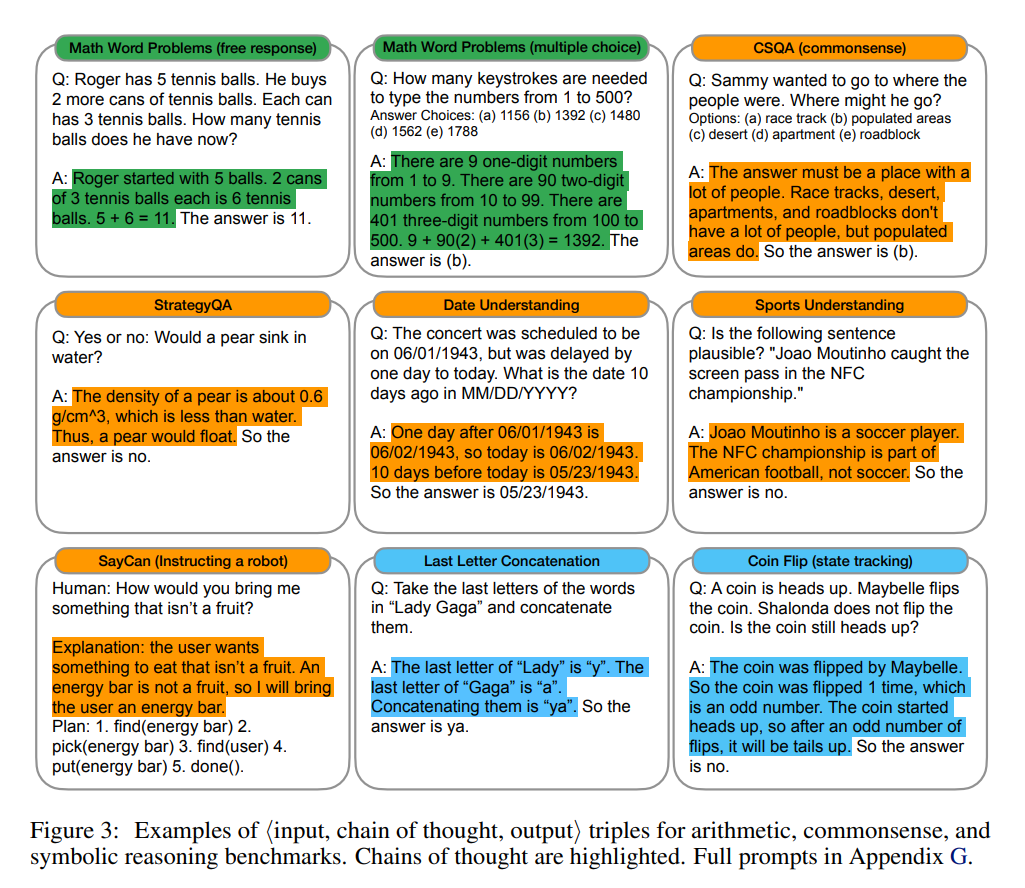 Math Word Problems (free response)
Q: Roger has 5 tennis balls. He buys
2 more cans of tennis balls. Each can
has 3 tennis balls. How many tennis
balls does he have now?
A: Roger started with 5 balls. 2 cans
of 3 tennis balls each is 6 tennis
balls. 5 + 6 = 11. The answer is 11.
Math Word Problems (multiple choice)
Q: How many keystrokes are needed
to type the numbers from 1 to 500?
Answer Choices: (a) 1156 (b) 1392 (c) 1480
(d) 1562 (e) 1788
A: There are 9 one-digit numbers
from 1 to 9. There are 90 two-digit
numbers from 10 to 99. There are
401 three-digit numbers from 100 to
500. 9 + 90(2) + 401(3) = 1392. The
answer is (b).
CSQA (commonsense)
Q: Sammy wanted to go to where the
people were. Where might he go?
Options: (a) race track (b) populated areas
(c) desert (d) apartment (e) roadblock
A: The answer must be a place with a
lot of people. Race tracks, desert,
apartments, and roadblocks don't
have a lot of people, but populated
areas do. So the answer is (b).
StrategyQA
Q: Yes or no: Would a pear sink in
water?
A: The density of a pear is about 0.6
g/cm^3, which is less than water.
Thus, a pear would float. So the
answer is no.
Date Understanding
Q: The concert was scheduled to be
on 06/01/1943, but was delayed by
one day to today. What is the date 10
days ago in MM/DD/YYYY?
A: One day after 06/01/1943 is
06/02/1943, so today is 06/02/1943.
10 days before today is 05/23/1943.
So the answer is 05/23/1943.
Sports Understanding
Q: Is the following sentence
plausible? "Joao Moutinho caught the
screen pass in the NFC
championship."
A: Joao Moutinho is a soccer player.
The NFC championship is part of
American football, not soccer. So the
answer is no.
SayCan (Instructing a robot)
Human: How would you bring me
something that isn’t a fruit?
Explanation: the user wants
something to eat that isn’t a fruit. An
energy bar is not a fruit, so I will bring
the user an energy bar.
Plan: 1. find(energy bar) 2.
pick(energy bar) 3. find(user) 4.
put(energy bar) 5. done().
Last Letter Concatenation
Q: Take the last letters of the words
in “Lady Gaga” and concatenate
them.
A: The last letter of “Lady” is “y”. The
last letter of “Gaga” is “a”.
Concatenating them is “ya”. So the
answer is ya.
Coin Flip (state tracking)
Q: A coin is heads up. Maybelle flips
the coin. Shalonda does not flip the
coin. Is the coin still heads up?
A: The coin was flipped by Maybelle.
So the coin was flipped 1 time, which
is an odd number. The coin started
heads up, so after an odd number of
flips, it will be tails up. So the answer
is no.
Figure 3: Examples of ⟨input, chain of thought, output⟩ triples for arithmetic, commonsense, and
symbolic reasoning benchmarks. Chains of thought are highlighted. Full prompts in Appendix G.